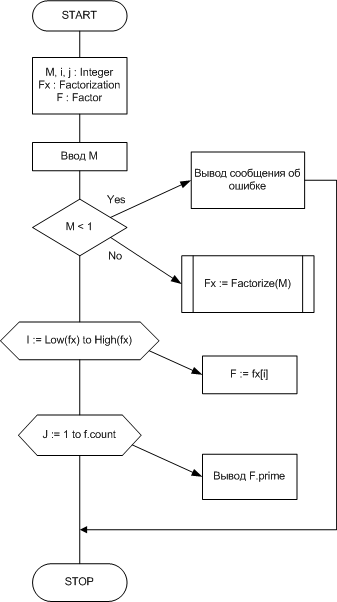 START
M, i, j : Integer
Fx : Factorization
F : Factor
Ввод M
Вывод сообщения об
ошибке
Yes
M < 1
No
Fx := Factorize(M)
I := Low(fx) to High(fx)
F := fx[i]
J := 1 to f.count
Вывод F.prime
STOP